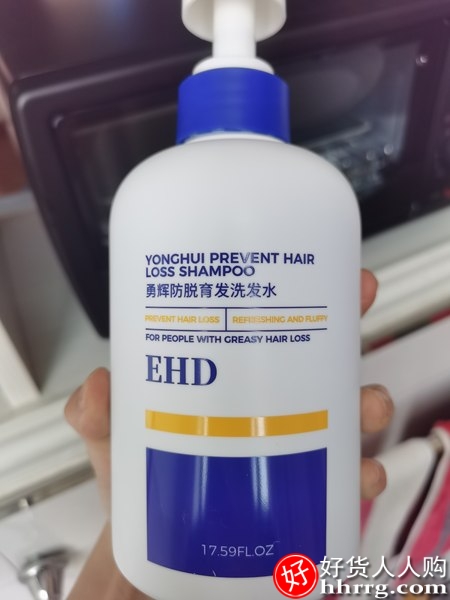 YONGHUI PREVENT HAIR
LOSS SHAMPOO
勇辉防脱育发洗发水
PREVENT HAIR LOSS
REFRESHING AND FLUFFY
FOR PEOPLE WITH GREASY HAIR LOSS
EHD
17.59FL.OZ
好 好货人人购
hhrrg.com